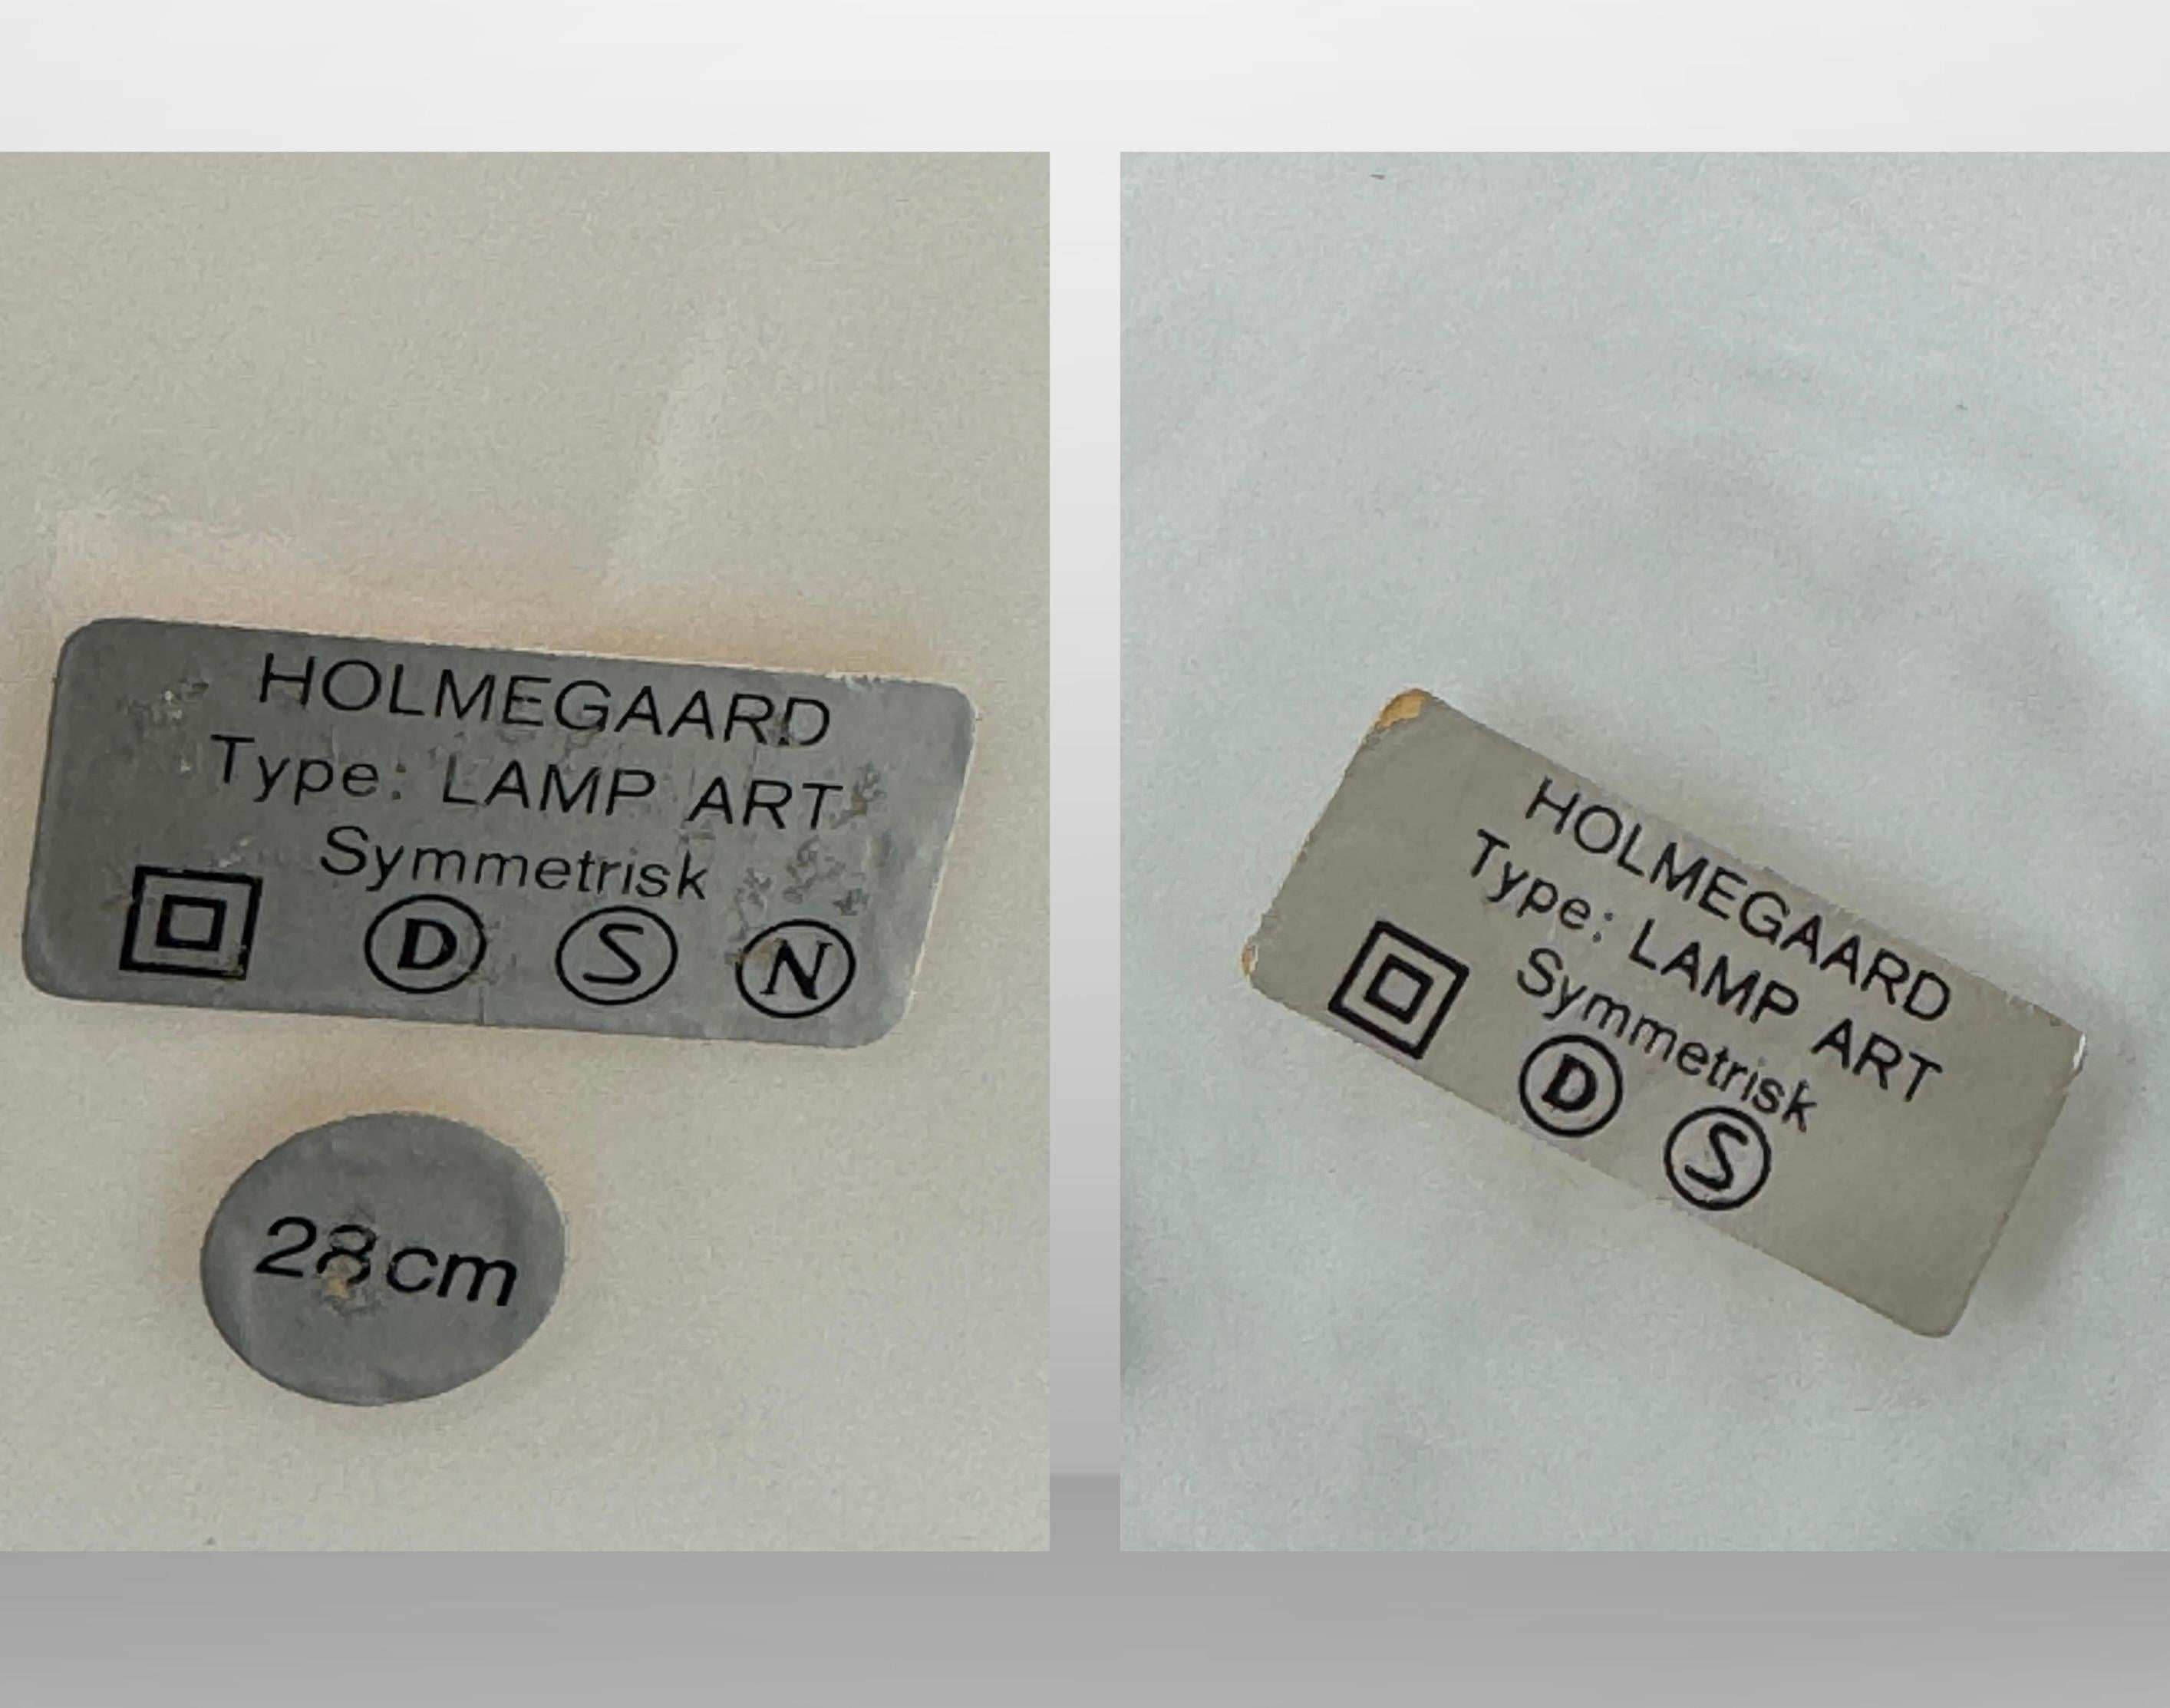 HOLMEGAARD
Type: LAMP ART
Symmetrisk
D S N
28cm
HOLMEGAARD
Type: LAMP ART
Symmetrisk
D S